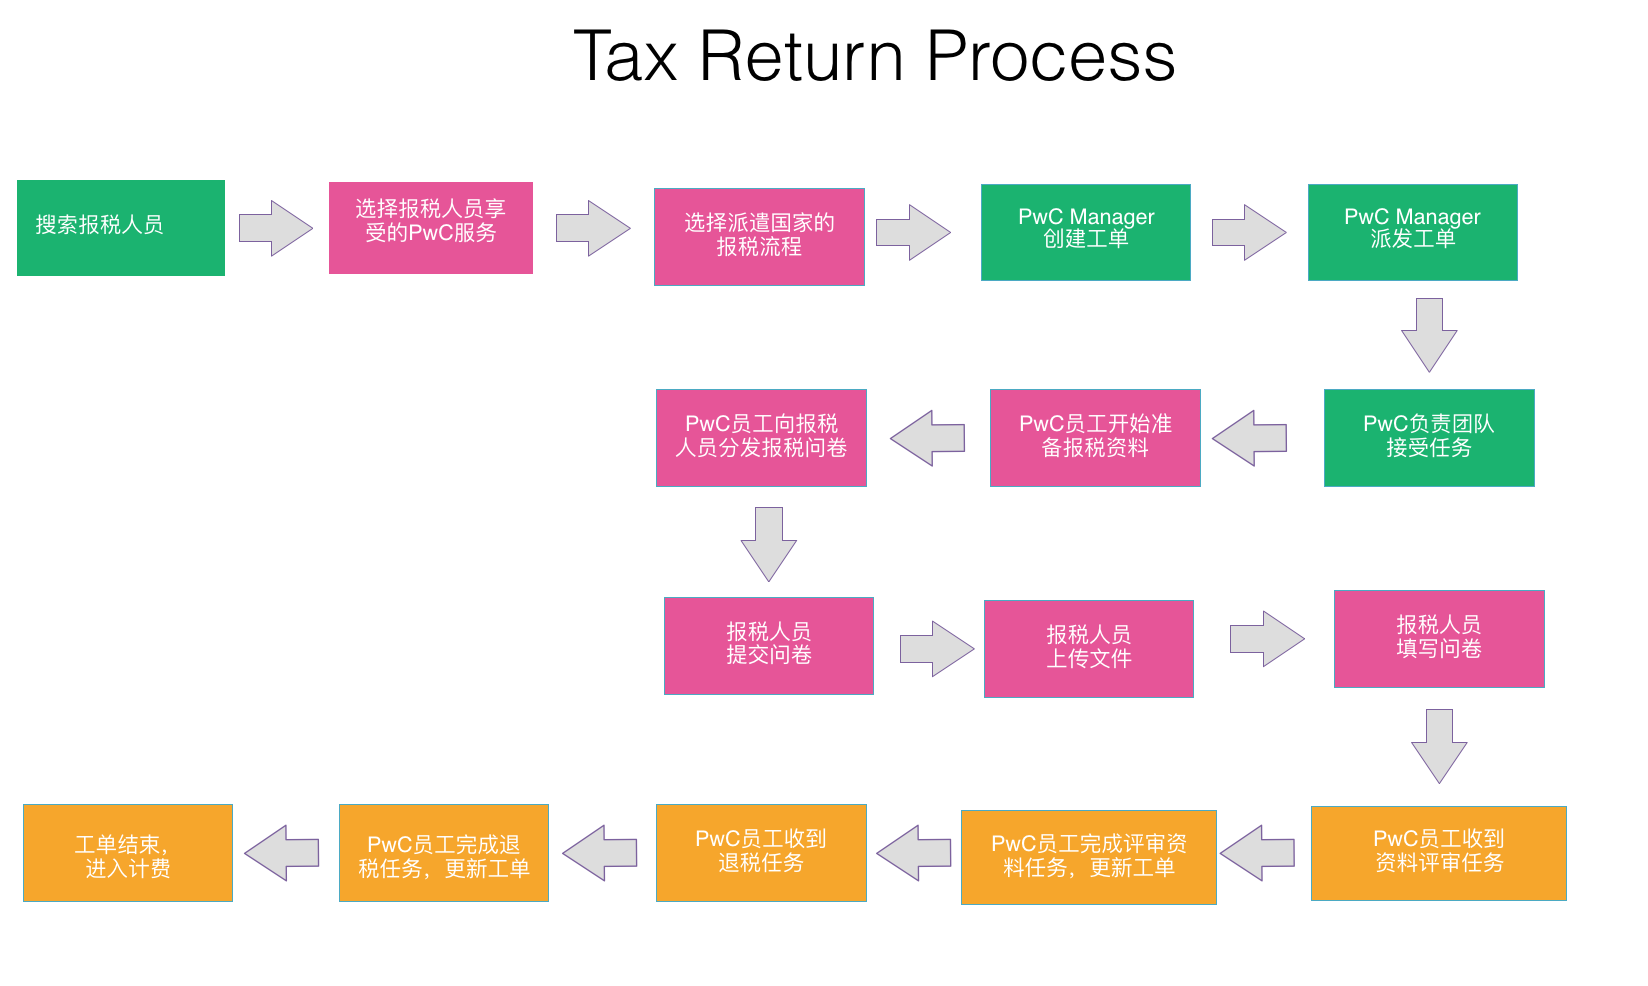 Tax Return Process
搜索报税人员
选择报税人员享
受的PwC服务
选择派遣国家的
报税流程
PwC Manager
创建工单
PwC Manager
派发工单
PwC负责团队
接受任务
PwC员工开始准
备报税资料
PwC员工向报税
人员分发报税问卷
报税人员
提交问卷
报税人员
上传文件
报税人员
填写问卷
PwC员工收到
资料评审任务
PwC员工完成评审资
料任务，更新工单
PwC员工收到
退税任务
PwC员工完成退
税任务，更新工单
工单结束，
进入计费